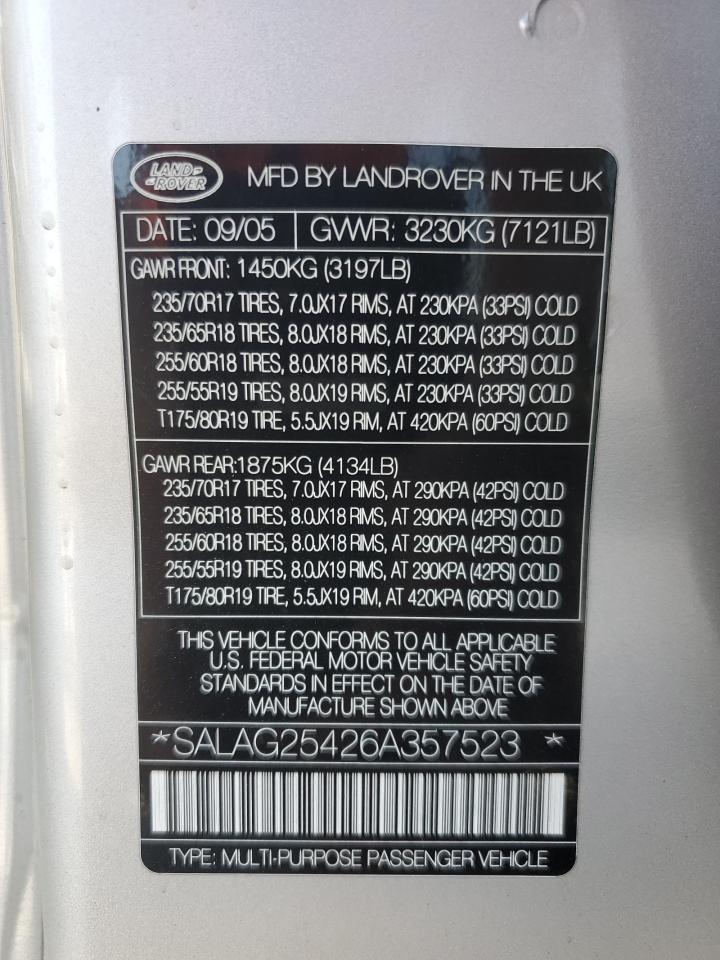 LAND ROVER MFD BY LANDROVER IN THE UK
DATE: 09/05 GVWR: 3230KG (7121LB)
GAWR FRONT: 1450KG (3197LB)
235/70R17 TIRES, 7.0JX17 RIMS, AT 230KPA (33PSI) COLD
235/65R18 TIRES, 8.0JX18 RIMS, AT 230KPA (33PSI) COLD
255/60R18 TIRES, 8.0JX18 RIMS, AT 230KPA (33PSI) COLD
255/55R19 TIRES, 8.0JX19 RIMS, AT 230KPA (33PSI) COLD
T175/80R19 TIRE, 5.5JX19 RIM, AT 420KPA (60PSI) COLD
GAWR REAR:1875KG (4134LB)
235/70R17 TIRES, 7.0JX17 RIMS, AT 290KPA (42PSI) COLD
235/65R18 TIRES, 8.0JX18 RIMS, AT 290KPA (42PSI) COLD
255/60R18 TIRES, 8.0JX18 RIMS, AT 290KPA (42PSI) COLD
255/55R19 TIRES, 8.0JX19 RIMS, AT 290KPA (42PSI) COLD
T175/80R19 TIRE, 5.5JX19 RIM, AT 420KPA (60PSI) COLD
THIS VEHICLE CONFORMS TO ALL APPLICABLE
U.S. FEDERAL MOTOR VEHICLE SAFETY
STANDARDS IN EFFECT ON THE DATE OF
MANUFACTURE SHOWN ABOVE
*SALAG25426A357523 *
TYPE: MULTI-PURPOSE PASSENGER VEHICLE